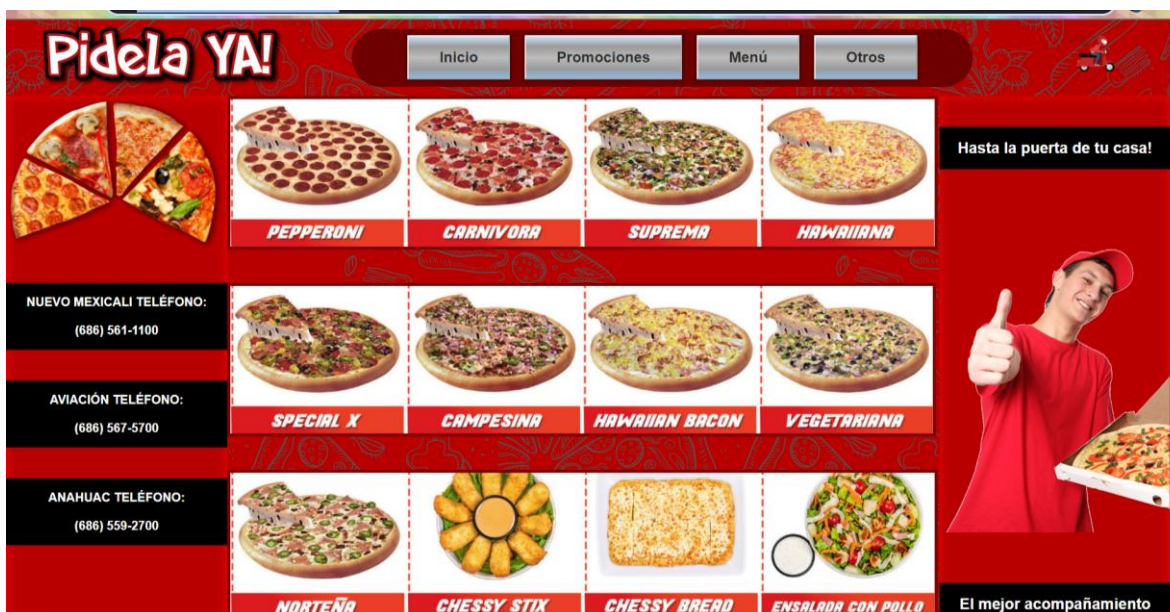 Pidela YA!
Inicio
Promociones
Menú
Otros
Hasta la puerta de tu casa!
PEPPERONI
CARNIVORA
SUPREMA
HAWAIIANA
NUEVO MEXICALI TELÉFONO:
(686) 561-1100
SPECIAL X
CAMPESINA
HAWAIIAN BACON
VEGETARIANA
AVIACIÓN TELÉFONO:
(686) 567-5700
ANAHUAC TELÉFONO:
(686) 559-2700
NORTEÑA
CHESSY STIX
CHESSY BREAD
ENSALADA CON POLLO
El mejor acompañamiento